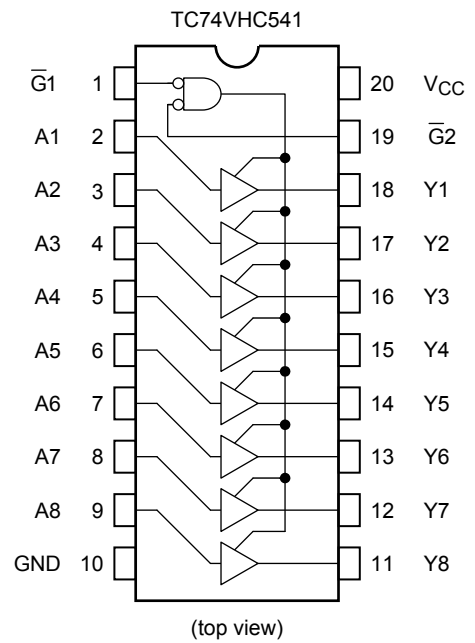 TC74VHC541
G̅1 1 20 VCC
A1 2 19 G̅2
A2 3 18 Y1
A3 4 17 Y2
A4 5 16 Y3
A5 6 15 Y4
A6 7 14 Y5
A7 8 13 Y6
A8 9 12 Y7
GND 10 11 Y8
(top view)